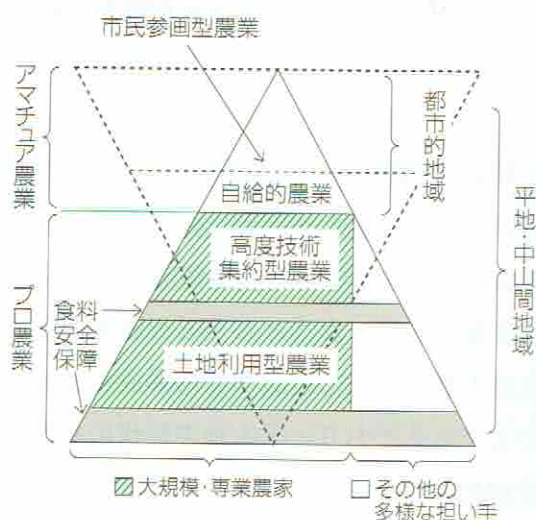 市民参画型農業
アマチュア農業
都市的地域
自給的農業
高度技術
集約型農業
平地・中山間地域
プロ農業
食料
安全
保障
土地利用型農業
大規模・専業農家
その他の
多様な担い手